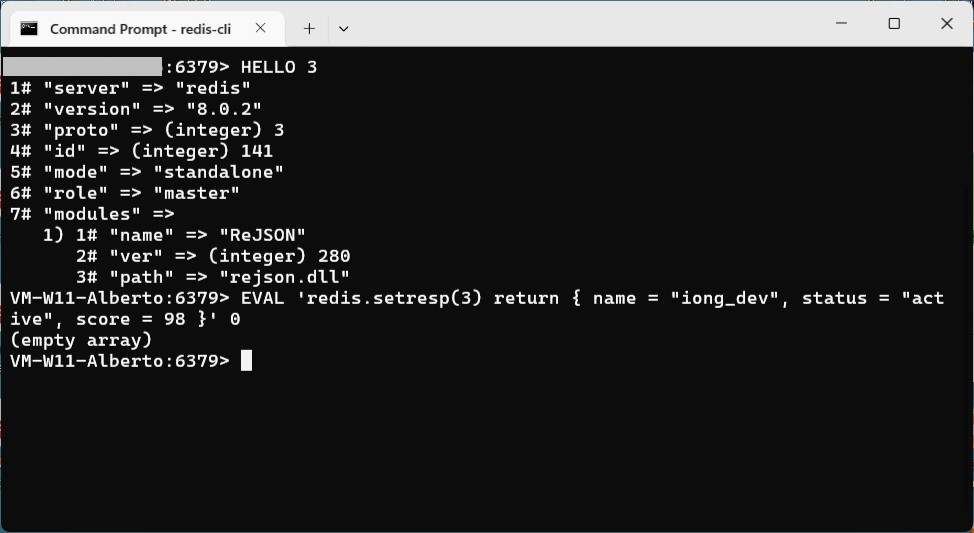 Command Prompt - redis-cli
:6379> HELLO 3
1# "server" => "redis"
2# "version" => "8.0.2"
3# "proto" => (integer) 3
4# "id" => (integer) 141
5# "mode" => "standalone"
6# "role" => "master"
7# "modules" =>
   1) 1# "name" => "ReJSON"
      2# "ver" => (integer) 280
      3# "path" => "rejson.dll"
VM-W11-Alberto:6379> EVAL 'redis.setresp(3) return { name = "iong_dev", status = "act
ive", score = 98 }' 0
(empty array)
VM-W11-Alberto:6379>